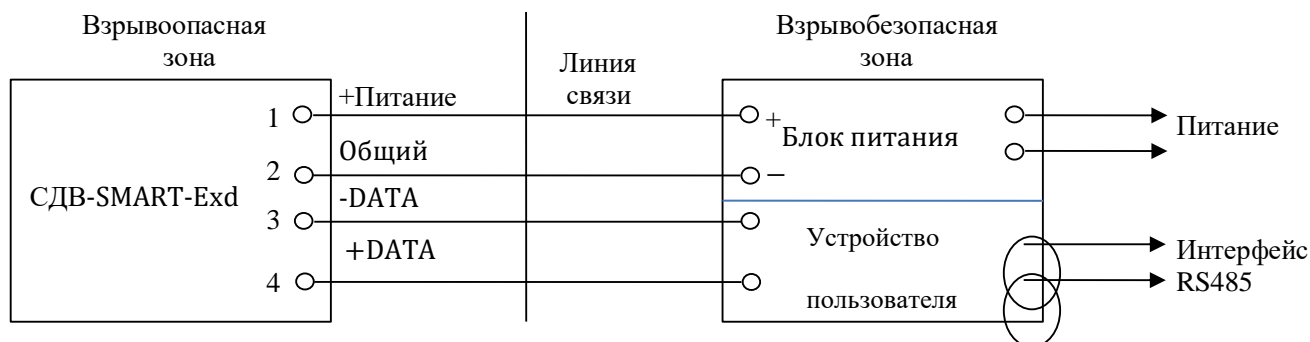 Взрывоопасная
зона
Взрывобезопасная
зона
Линия
связи
СДВ-SMART-Exd
1
+Питание
2
Общий
3
-DATA
4
+DATA
+
Блок питания
−
Питание
Устройство
пользователя
Интерфейс
RS485